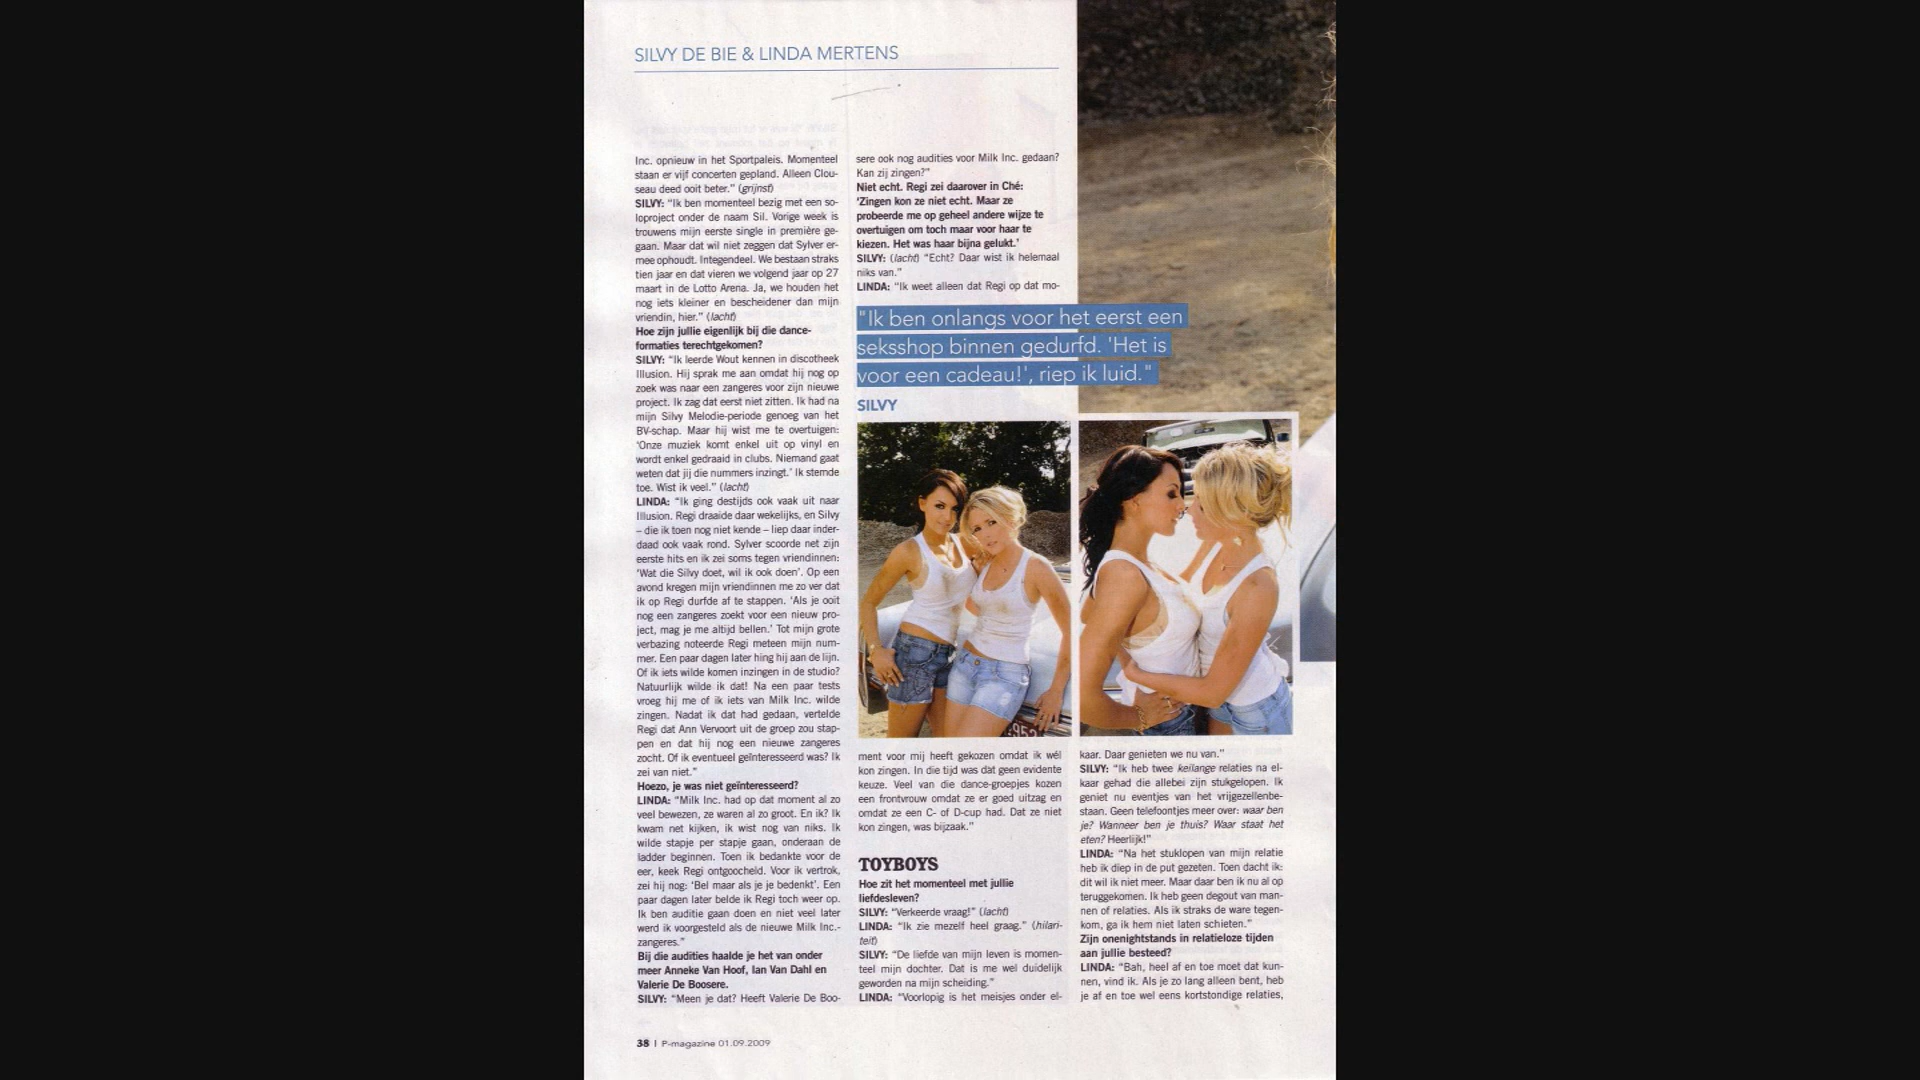 SILVY DE BIE & LINDA MERTENS
Inc. opnieuw in het Sportpaleis. Momenteel
staan er vijf concerten gepland. Alleen Clou-
seau deed ooit beter." (grijnst)
SILVY: "Ik ben momenteel bezig met een so-
loproject onder de naam Sil. Vorige week is
trouwens mijn eerste single in première ge-
gaan. Maar dat wil niet zeggen dat Sylver er-
mee ophoudt. Integendeel. We bestaan straks
tien jaar en dat vieren we volgend jaar op 27
maart in de Lotto Arena. Ja, we houden het
nog iets kleiner en bescheidener dan mijn
vriendin, hier." (lacht)
Hoe zijn jullie eigenlijk bij die dance-
formaties terechtgekomen?
SILVY: "Ik leerde Wout kennen in discotheek
Illusion. Hij sprak me aan omdat hij nog op
zoek was naar een zangeres voor zijn nieuwe
project. Ik zag dat eerst niet zitten. Ik had na
mijn Silvy Melodie-periode genoeg van het
BV-schap. Maar hij wist me te overtuigen:
'Onze muziek komt enkel uit op vinyl en
wordt enkel gedraaid in clubs. Niemand gaat
weten dat jij die nummers inzingt.' Ik stemde
toe. Wist ik veel." (lacht)
LINDA: "Ik ging destijds ook vaak uit naar
Illusion. Regi draaide daar wekelijks, en Silvy
– die ik toen nog niet kende – liep daar inder-
daad ook vaak rond. Sylver scoorde net zijn
eerste hits en ik zei soms tegen vriendinnen:
'Wat die Silvy doet, wil ik ook doen'. Op een
avond kregen mijn vriendinnen me zo ver dat
ik op Regi durfde af te stappen. 'Als je ooit
nog een zangeres zoekt voor een nieuw pro-
ject, mag je me altijd bellen.' Tot mijn grote
verbazing noteerde Regi meteen mijn num-
mer. Een paar dagen later hing hij aan de lijn.
Of ik iets wilde komen inzingen in de studio?
Natuurlijk wilde ik dat! Na een paar tests
vroeg hij me of ik iets van Milk Inc. wilde
zingen. Nadat ik dat had gedaan, vertelde
Regi dat Ann Vervoort uit de groep zou stap-
pen en dat hij nog een nieuwe zangeres
zocht. Of ik eventueel geïnteresseerd was? Ik
zei van niet."
Hoezo, je was niet geïnteresseerd?
LINDA: "Milk Inc. had op dat moment al zo
veel bewezen, ze waren al zo groot. En ik? Ik
kwam net kijken, ik wist nog van niks. Ik
wilde stapje per stapje gaan, onderaan de
ladder beginnen. Toen ik bedankte voor de
eer, keek Regi ontgoocheld. Voor ik vertrok,
zei hij nog: 'Bel maar als je je bedenkt'. Een
paar dagen later belde ik Regi toch weer op.
Ik ben auditie gaan doen en niet veel later
werd ik voorgesteld als de nieuwe Milk Inc.-
zangeres."
Bij die audities haalde je het van onder
meer Anneke Van Hoof, Ian Van Dahl en
Valerie De Boosere.
SILVY: "Meen je dat? Heeft Valerie De Boo-
sere ook nog audities voor Milk Inc. gedaan?
Kan zij zingen?"
Niet echt. Regi zei daarover in Ché:
'Zingen kon ze niet echt. Maar ze
probeerde me op geheel andere wijze te
overtuigen om toch maar voor haar te
kiezen. Het was haar bijna gelukt.'
SILVY: (lacht) "Echt? Daar wist ik helemaal
niks van."
LINDA: "Ik weet alleen dat Regi op dat mo-
"Ik ben onlangs voor het eerst een
seksshop binnen gedurfd. 'Het is
voor een cadeau!', riep ik luid."
SILVY
952
ment voor mij heeft gekozen omdat ik wél
kon zingen. In die tijd was dat geen evidente
keuze. Veel van die dance-groepjes kozen
een frontvrouw omdat ze er goed uitzag en
omdat ze een C- of D-cup had. Dat ze niet
kon zingen, was bijzaak."
TOYBOYS
Hoe zit het momenteel met jullie
liefdesleven?
SILVY: "Verkeerde vraag!" (lacht)
LINDA: "Ik zie mezelf heel graag." (hilari-
teit)
SILVY: "De liefde van mijn leven is momen-
teel mijn dochter. Dat is me wel duidelijk
geworden na mijn scheiding."
LINDA: "Voorlopig is het meisjes onder el-
kaar. Daar genieten we nu van."
SILVY: "Ik heb twee keilange relaties na el-
kaar gehad die allebei zijn stukgelopen. Ik
geniet nu eventjes van het vrijgezellenbe-
staan. Geen telefoontjes meer over: waar ben
je? Wanneer ben je thuis? Waar staat het
eten? Heerlijk!"
LINDA: "Na het stuklopen van mijn relatie
heb ik diep in de put gezeten. Toen dacht ik:
dit wil ik niet meer. Maar daar ben ik nu al op
teruggekomen. Ik heb geen degout van man-
nen of relaties. Als ik straks de ware tegen-
kom, ga ik hem niet laten schieten."
Zijn onenightstands in relatieloze tijden
aan jullie besteed?
LINDA: "Bah, heel af en toe moet dat kun-
nen, vind ik. Als je zo lang alleen bent, heb
je af en toe wel eens kortstondige relaties,
38 | P-magazine 01.09.2009